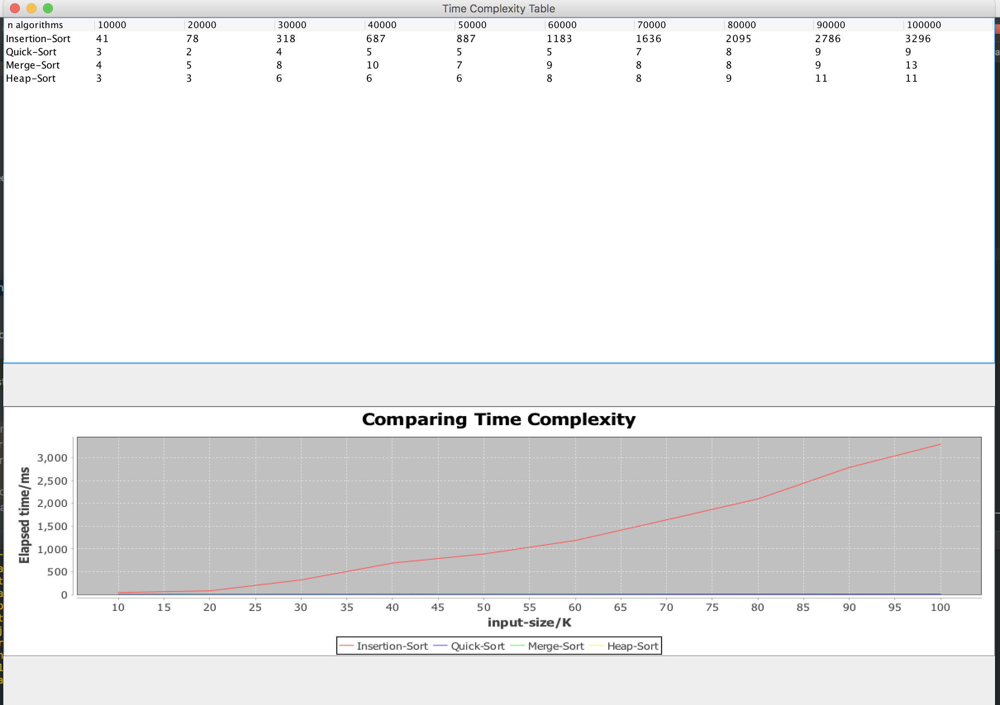 Time Complexity Table
n algorithms 10000 20000 30000 40000 50000 60000 70000 80000 90000 100000
Insertion-Sort 41 78 318 687 887 1183 1636 2095 2786 3296
Quick-Sort 3 2 4 5 5 5 7 8 9 9
Merge-Sort 4 5 8 10 7 9 8 8 9 13
Heap-Sort 3 3 6 6 6 8 8 9 11 11
Comparing Time Complexity
3,000
2,500
2,000
1,500
1,000
500
0
Elapsed time/ms
10 15 20 25 30 35 40 45 50 55 60 65 70 75 80 85 90 95 100
input-size/K
Insertion-Sort Quick-Sort Merge-Sort Heap-Sort